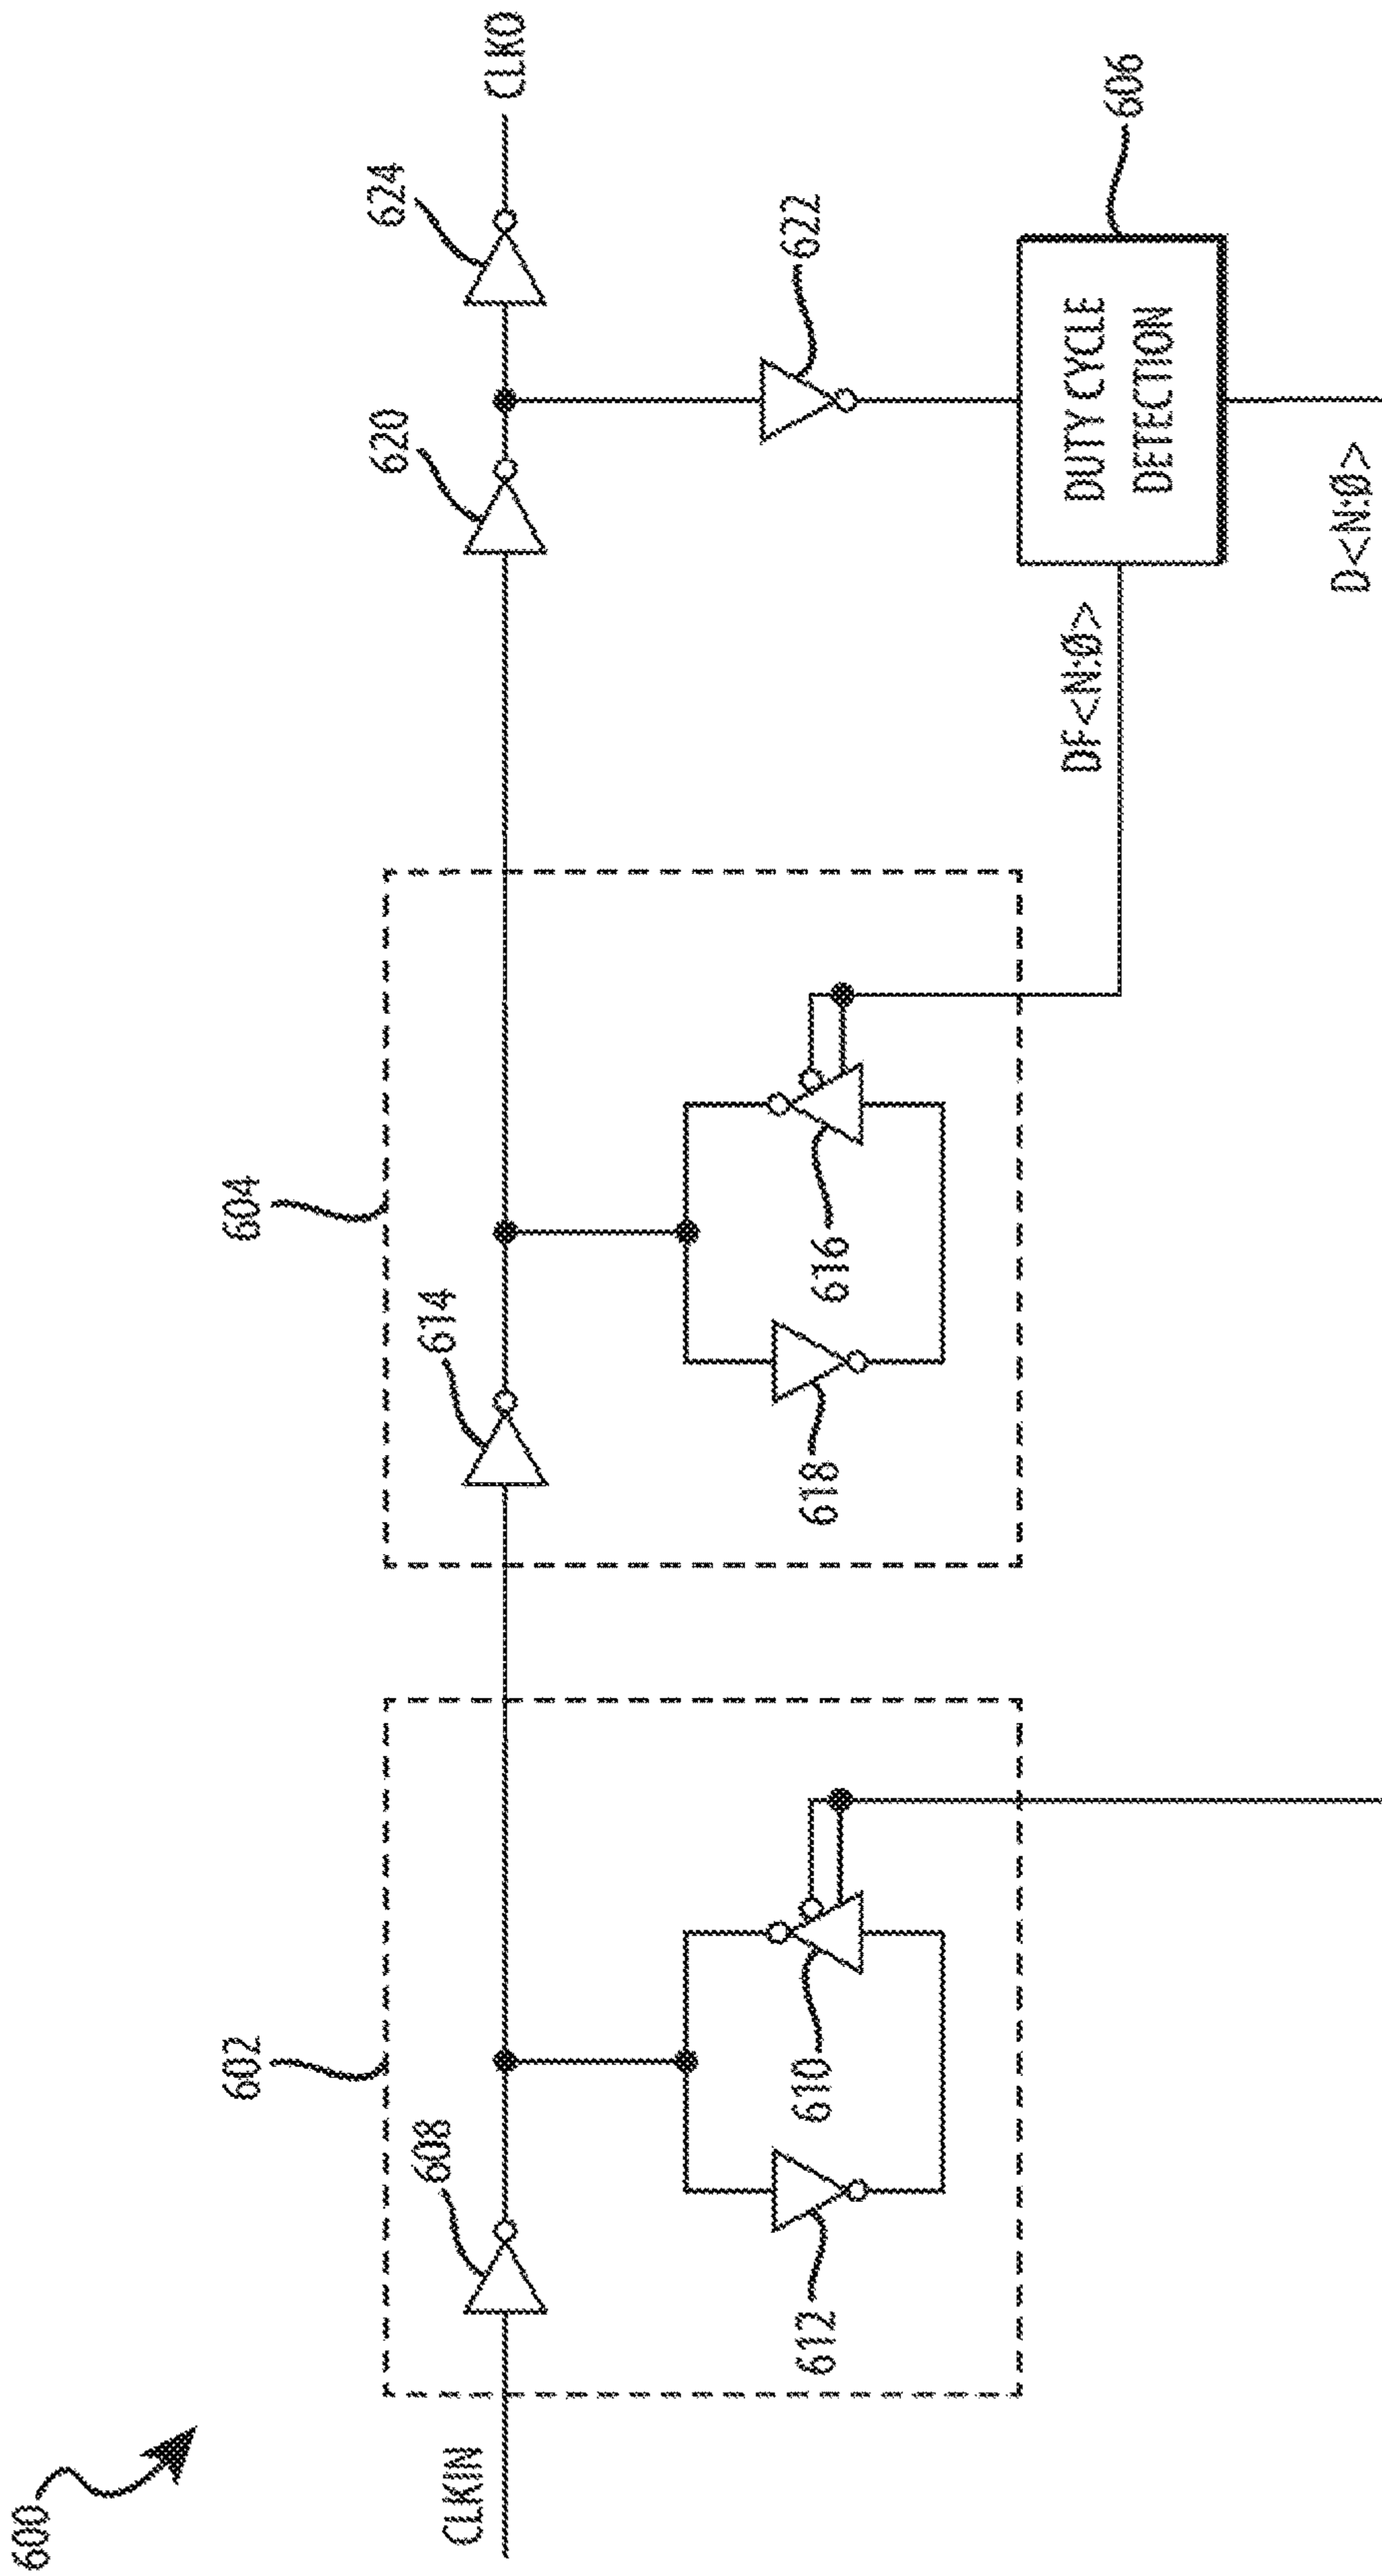 600
602
604
CLKIN
608
614
620
624
CLKO
612
610
618
616
622
DF<N:Ø>
DUTY CYCLE
DETECTION
606
D<N:Ø>